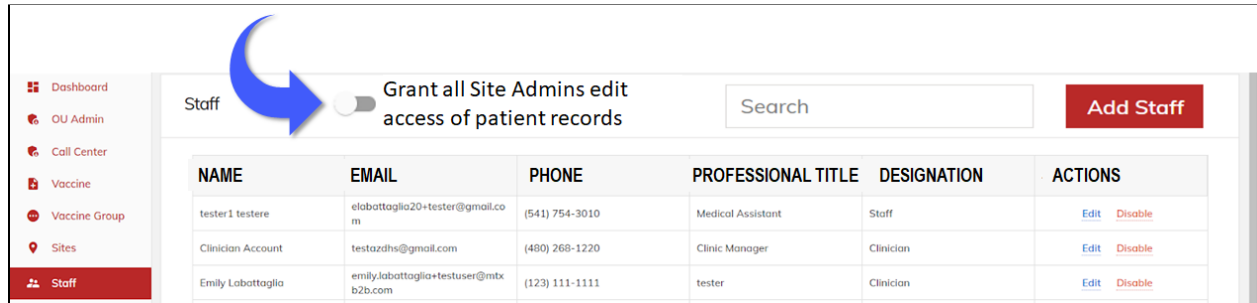 Dashboard
OU Admin
Call Center
Vaccine
Vaccine Group
Sites
Staff
Staff
Grant all Site Admins edit
access of patient records
Search
Add Staff
NAME EMAIL PHONE PROFESSIONAL TITLE DESIGNATION ACTIONS
tester1 testere elabattaglia20+tester@gmail.co (541) 754-3010 Medical Assistant Staff Edit Disable
m
Clinician Account testazdhs@gmail.com (480) 268-1220 Clinic Manager Clinician Edit Disable
Emily Labattaglia emily.labattaglia+testuser@mtx (123) 111-1111 tester Clinician Edit Disable
b2b.com